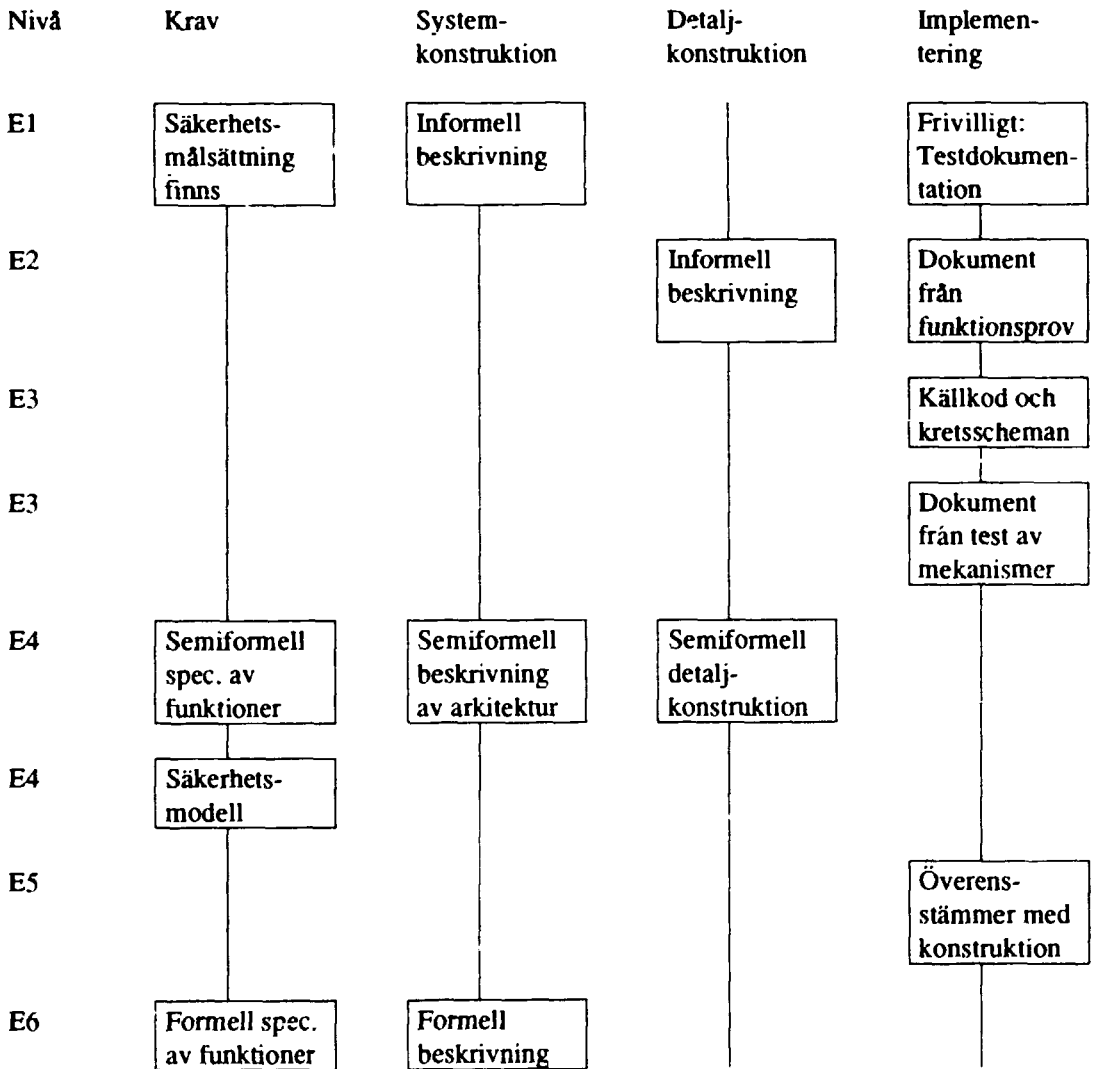 Nivå Krav System- Detalj- Implemen-
konstruktion konstruktion tering
E1 Säkerhets- Informell Frivilligt:
målsättning beskrivning Testdokumen-
finns tation
E2 Informell Dokument
beskrivning från
funktionsprov
E3 Källkod och
kretsscheman
E3 Dokument
från test av
mekanismer
E4 Semiformell Semiformell Semiformell
spec. av beskrivning detalj-
funktioner av arkitektur konstruktion
E4 Säkerhets-
modell
E5 Överens-
stämmer med
konstruktion
E6 Formell spec. Formell
av funktioner beskrivning